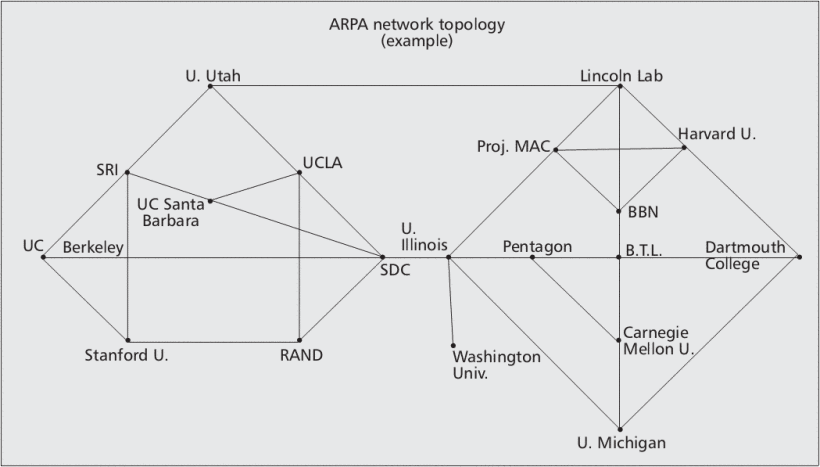 ARPA network topology
(example)
U. Utah
Lincoln Lab
Harvard U.
Proj. MAC
UCLA
SRI
UC Santa
Barbara
BBN
U.
Illinois
UC Berkeley
Pentagon
B.T.L.
Dartmouth
College
SDC
Carnegie
Mellon U.
Stanford U.
RAND
Washington
Univ.
U. Michigan